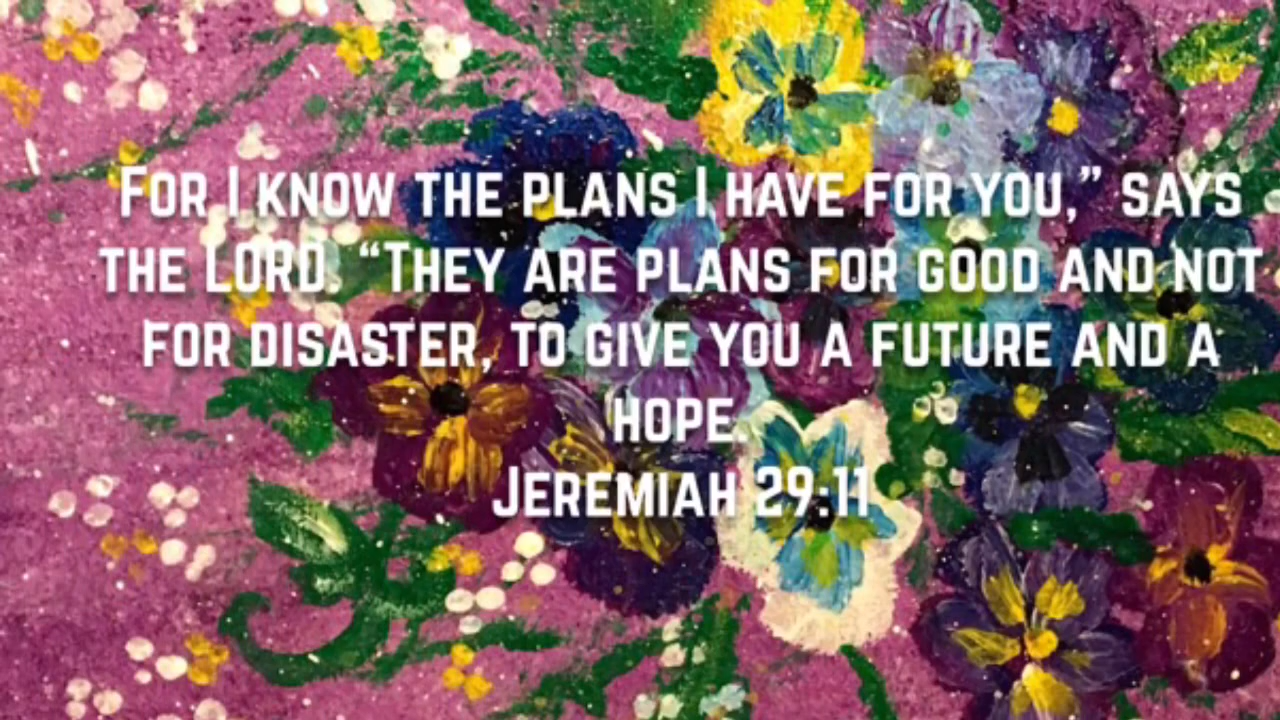 For I know the plans I have for you,” says
the LORD. “They are plans for good and not
for disaster, to give you a future and a
hope.
Jeremiah 29:11